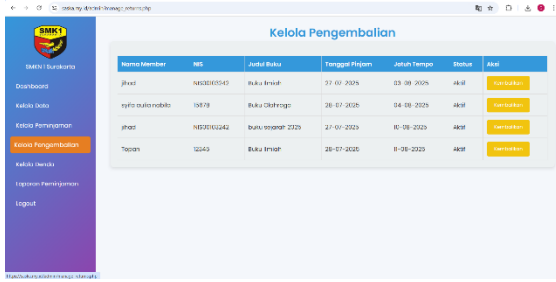 SMK1
SMKN 1 Surakarta
Dashboard
Kelola Data
Kelola Peminjaman
Kelola Pengembalian
Kelola Denda
Laporan Peminjaman
Logout
Kelola Pengembalian
Nama Member NIS Judul Buku Tanggal Pinjam Jatuh Tempo Status Aksi
jihad Buku Ilmiah 27-07-2025 03-08-2025 Aktif Kembalikan
syifa aulia nabila 15878 Buku Olahraga 28-07-2025 04-08-2025 Aktif Kembalikan
jihad buku sejarah 2025 27-07-2025 10-08-2025 Aktif Kembalikan
Topan 12345 Buku Ilmiah 28-07-2025 11-08-2025 Aktif Kembalikan